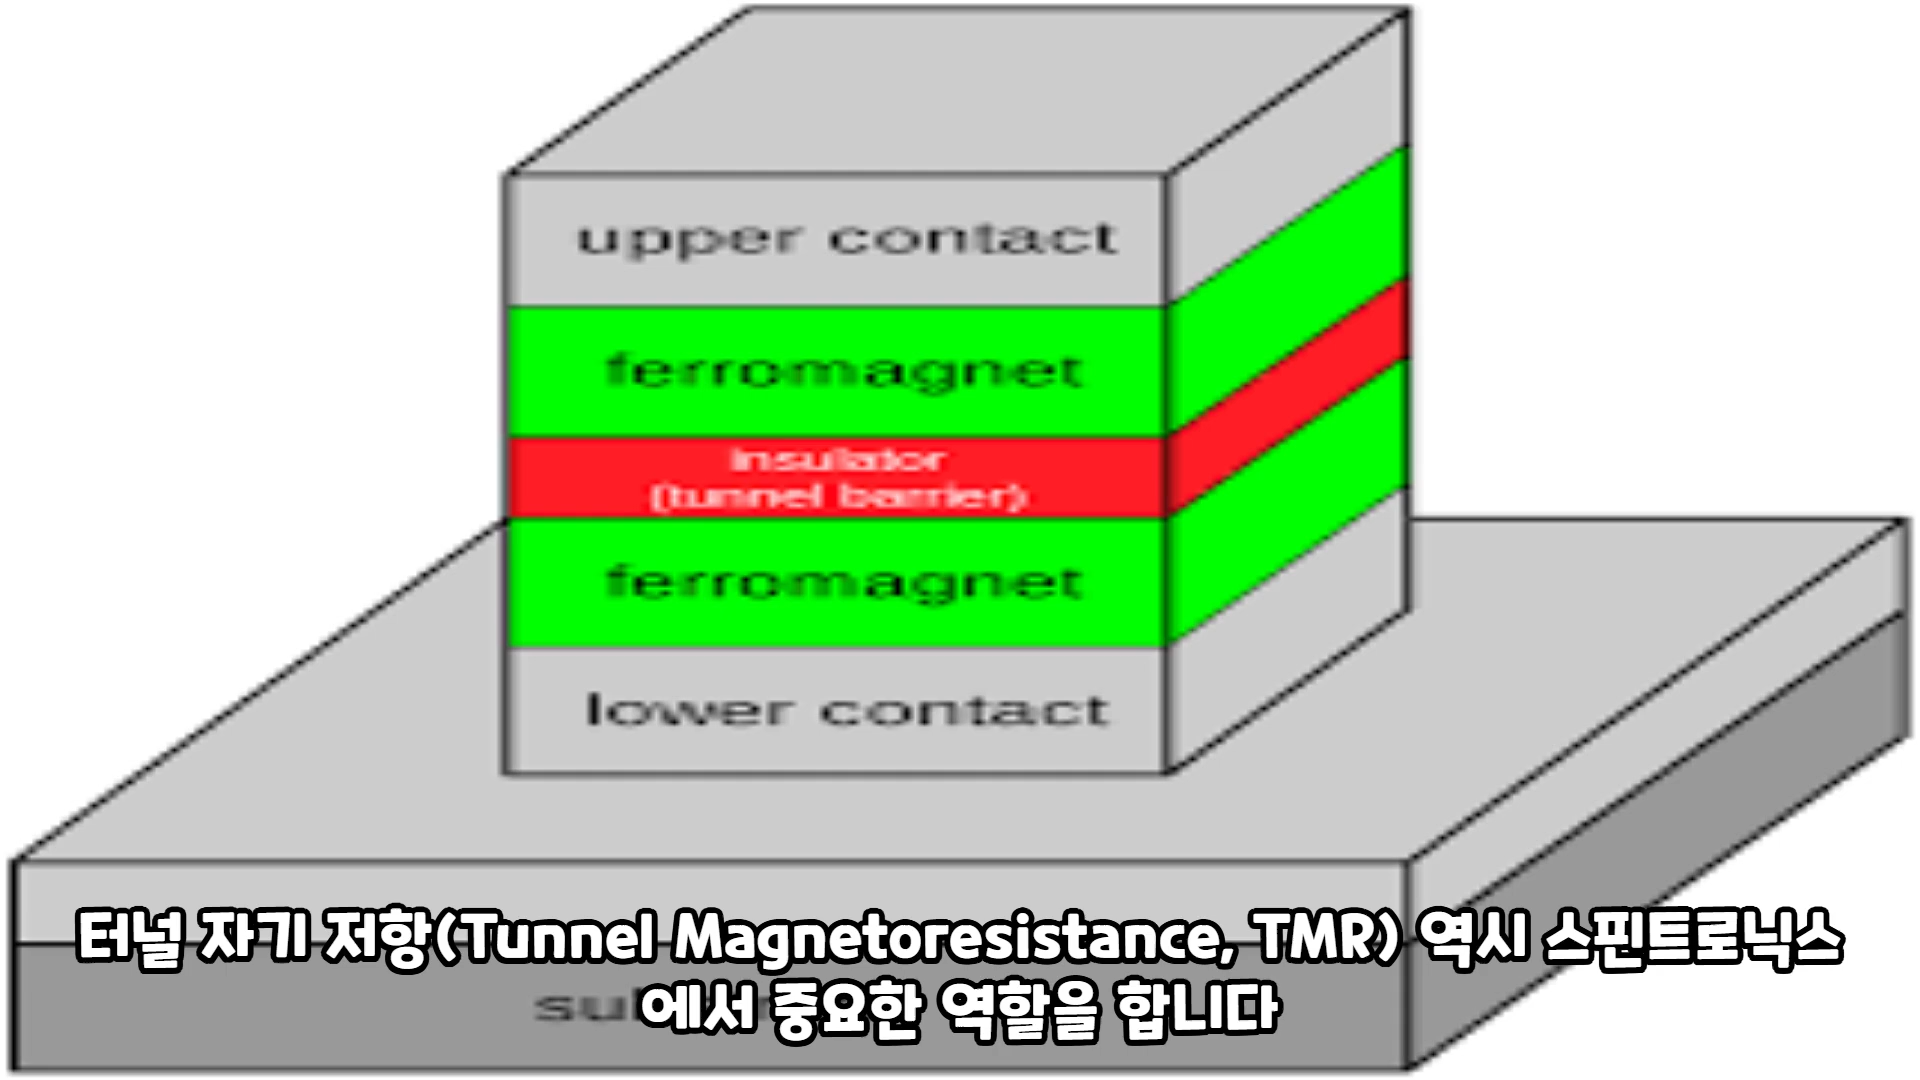 upper contact
ferromagnet
insulator
(tunnel barrier)
ferromagnet
lower contact
터널 자기 저항(Tunnel Magnetoresistance, TMR) 역시 스핀트로닉스
에서 중요한 역할을 합니다